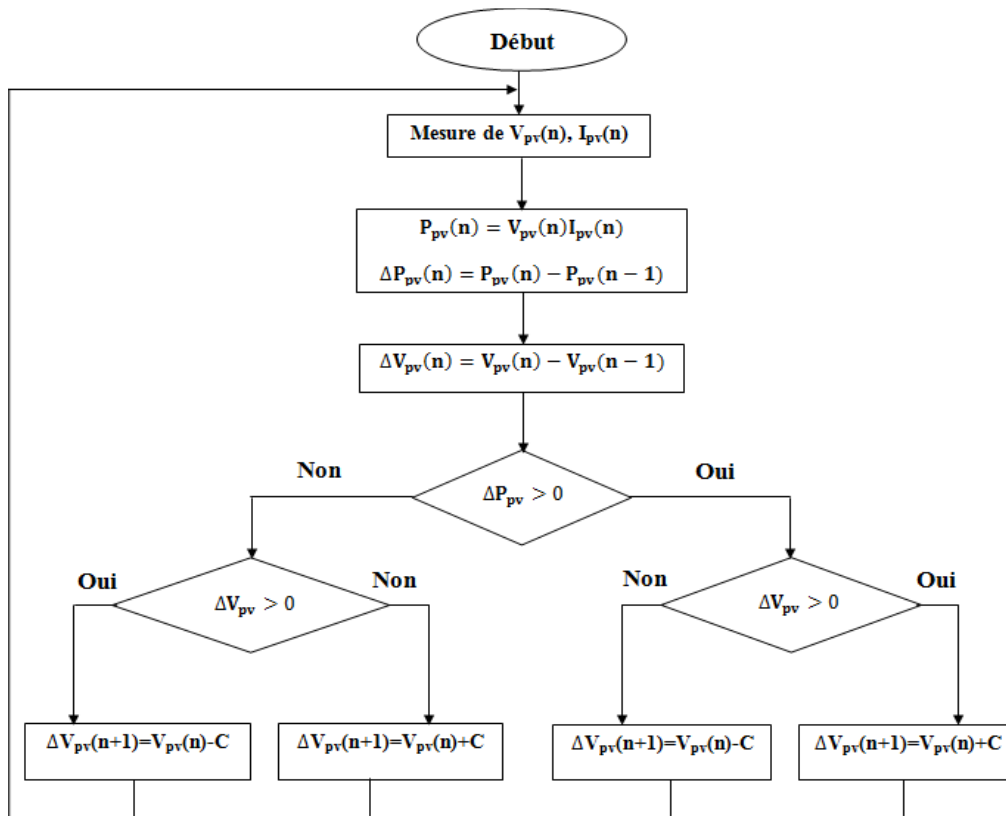 Début
Mesure de Vpv(n), Ipv(n)
Ppv(n) = Vpv(n)Ipv(n)
ΔPpv(n) = Ppv(n) − Ppv(n − 1)
ΔVpv(n) = Vpv(n) − Vpv(n − 1)
Non
Oui
ΔPpv > 0
Oui
Non
Non
Oui
ΔVpv > 0
ΔVpv > 0
ΔVpv(n+1)=Vpv(n)-C
ΔVpv(n+1)=Vpv(n)+C
ΔVpv(n+1)=Vpv(n)-C
ΔVpv(n+1)=Vpv(n)+C